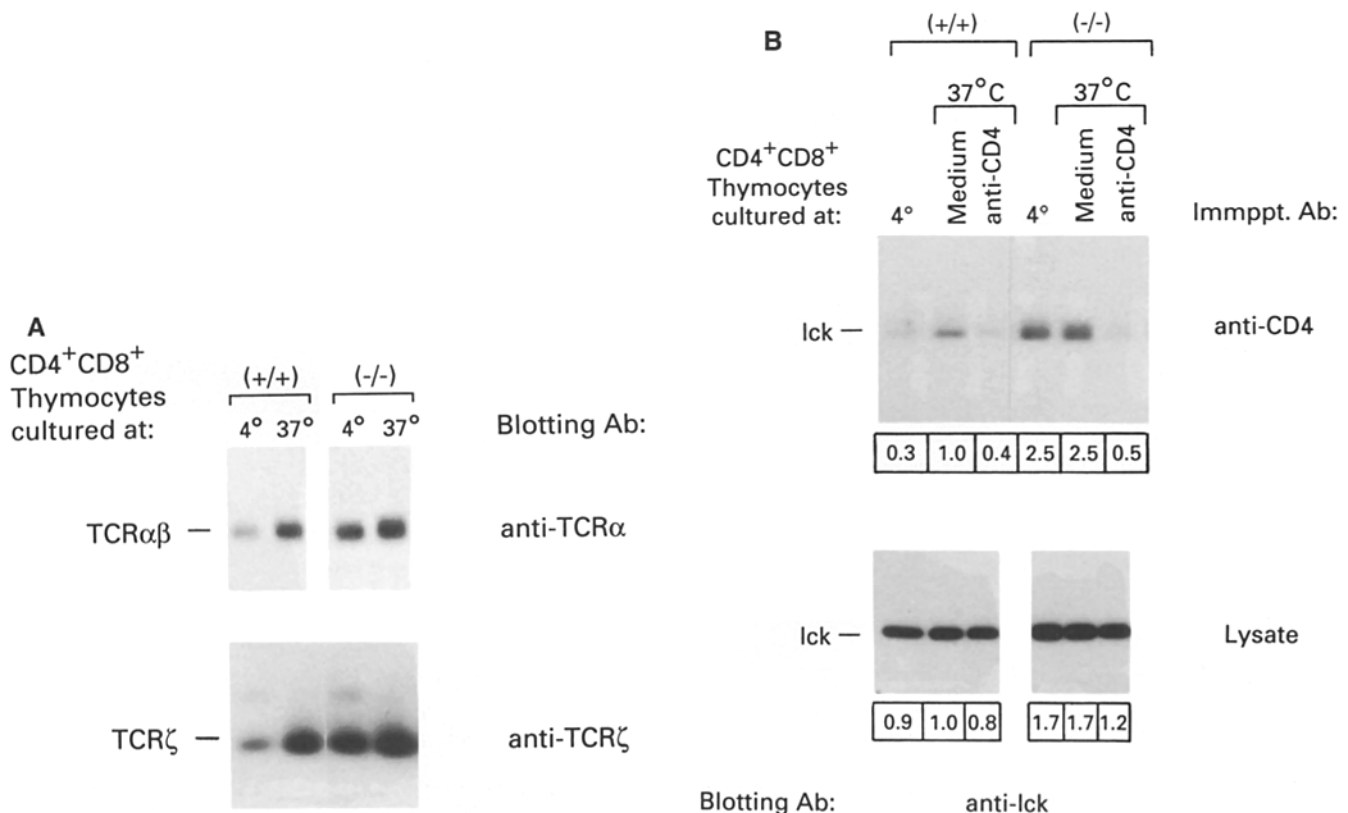 A
CD4⁺CD8⁺
Thymocytes
cultured at:
(+/+)
(-/-)
4° 37° 4° 37°
Blotting Ab:
TCRαβ — anti-TCRα
TCRζ — anti-TCRζ
B
(+/+) (-/-)
37°C 37°C
CD4⁺CD8⁺
Thymocytes
cultured at:
4° Medium anti-CD4 4° Medium anti-CD4
Immppt. Ab:
lck — anti-CD4
0.3 1.0 0.4 2.5 2.5 0.5
lck — Lysate
0.9 1.0 0.8 1.7 1.7 1.2
Blotting Ab: anti-lck